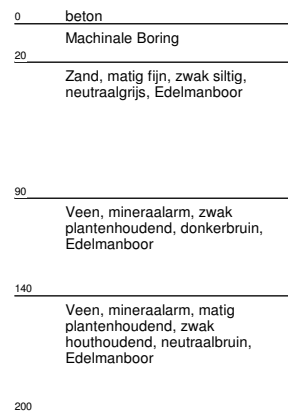 0 beton
Machinale Boring
20
Zand, matig fijn, zwak siltig,
neutraalgrijs, Edelmanboor
90
Veen, mineraalarm, zwak
plantenhoudend, donkerbruin,
Edelmanboor
140
Veen, mineraalarm, matig
plantenhoudend, zwak
houthoudend, neutraalbruin,
Edelmanboor
200